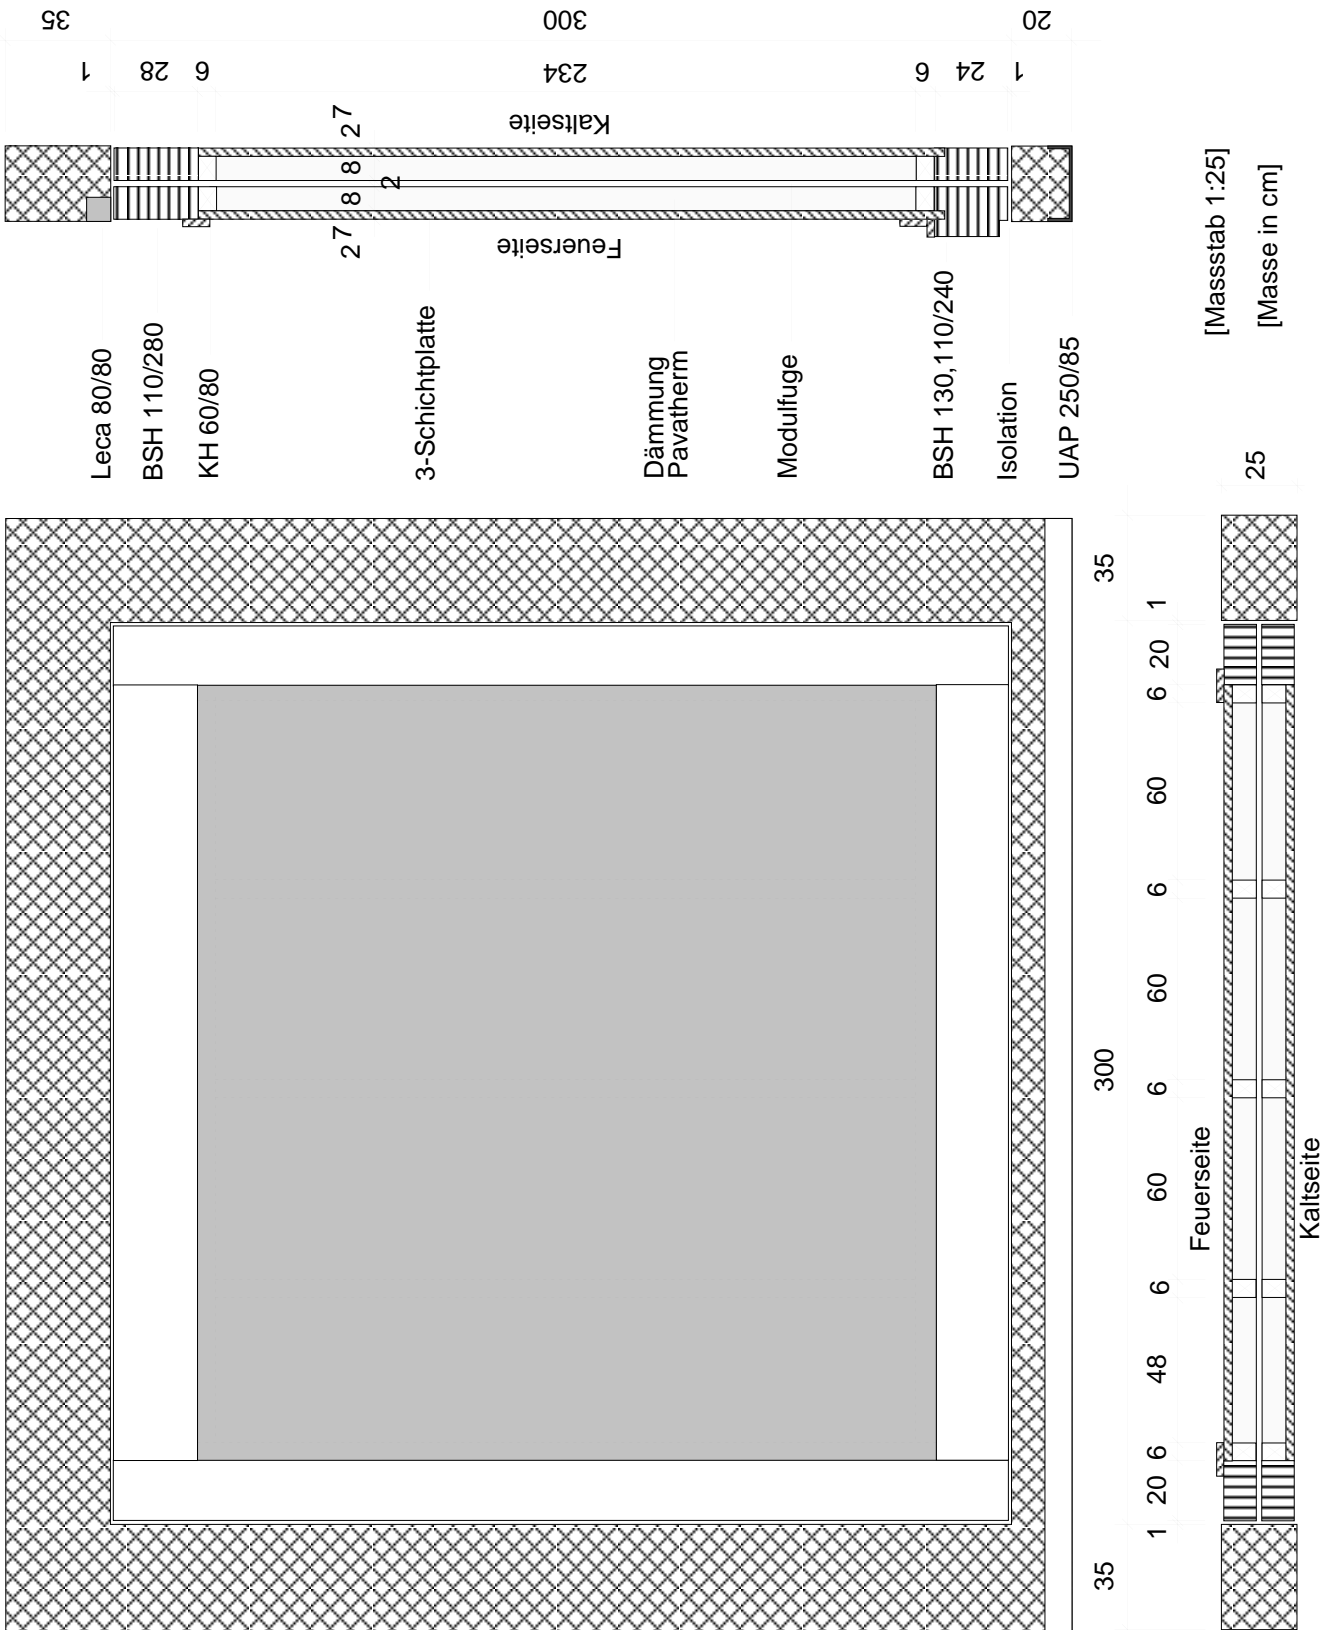 35
300
20
1
28
6
234
6
24
1
Kaltseite
2 7
8
2
8
2 7
Feuerseite
Leca 80/80
BSH 110/280
KH 60/80
3-Schichtplatte
Dämmung
Pavatherm
Modulfuge
BSH 130,110/240
Isolation
UAP 250/85
[Massstab 1:25]
[Masse in cm]
25
35
300
35
1
20
6
60
6
60
6
60
6
48
6
20
1
Feuerseite
Kaltseite